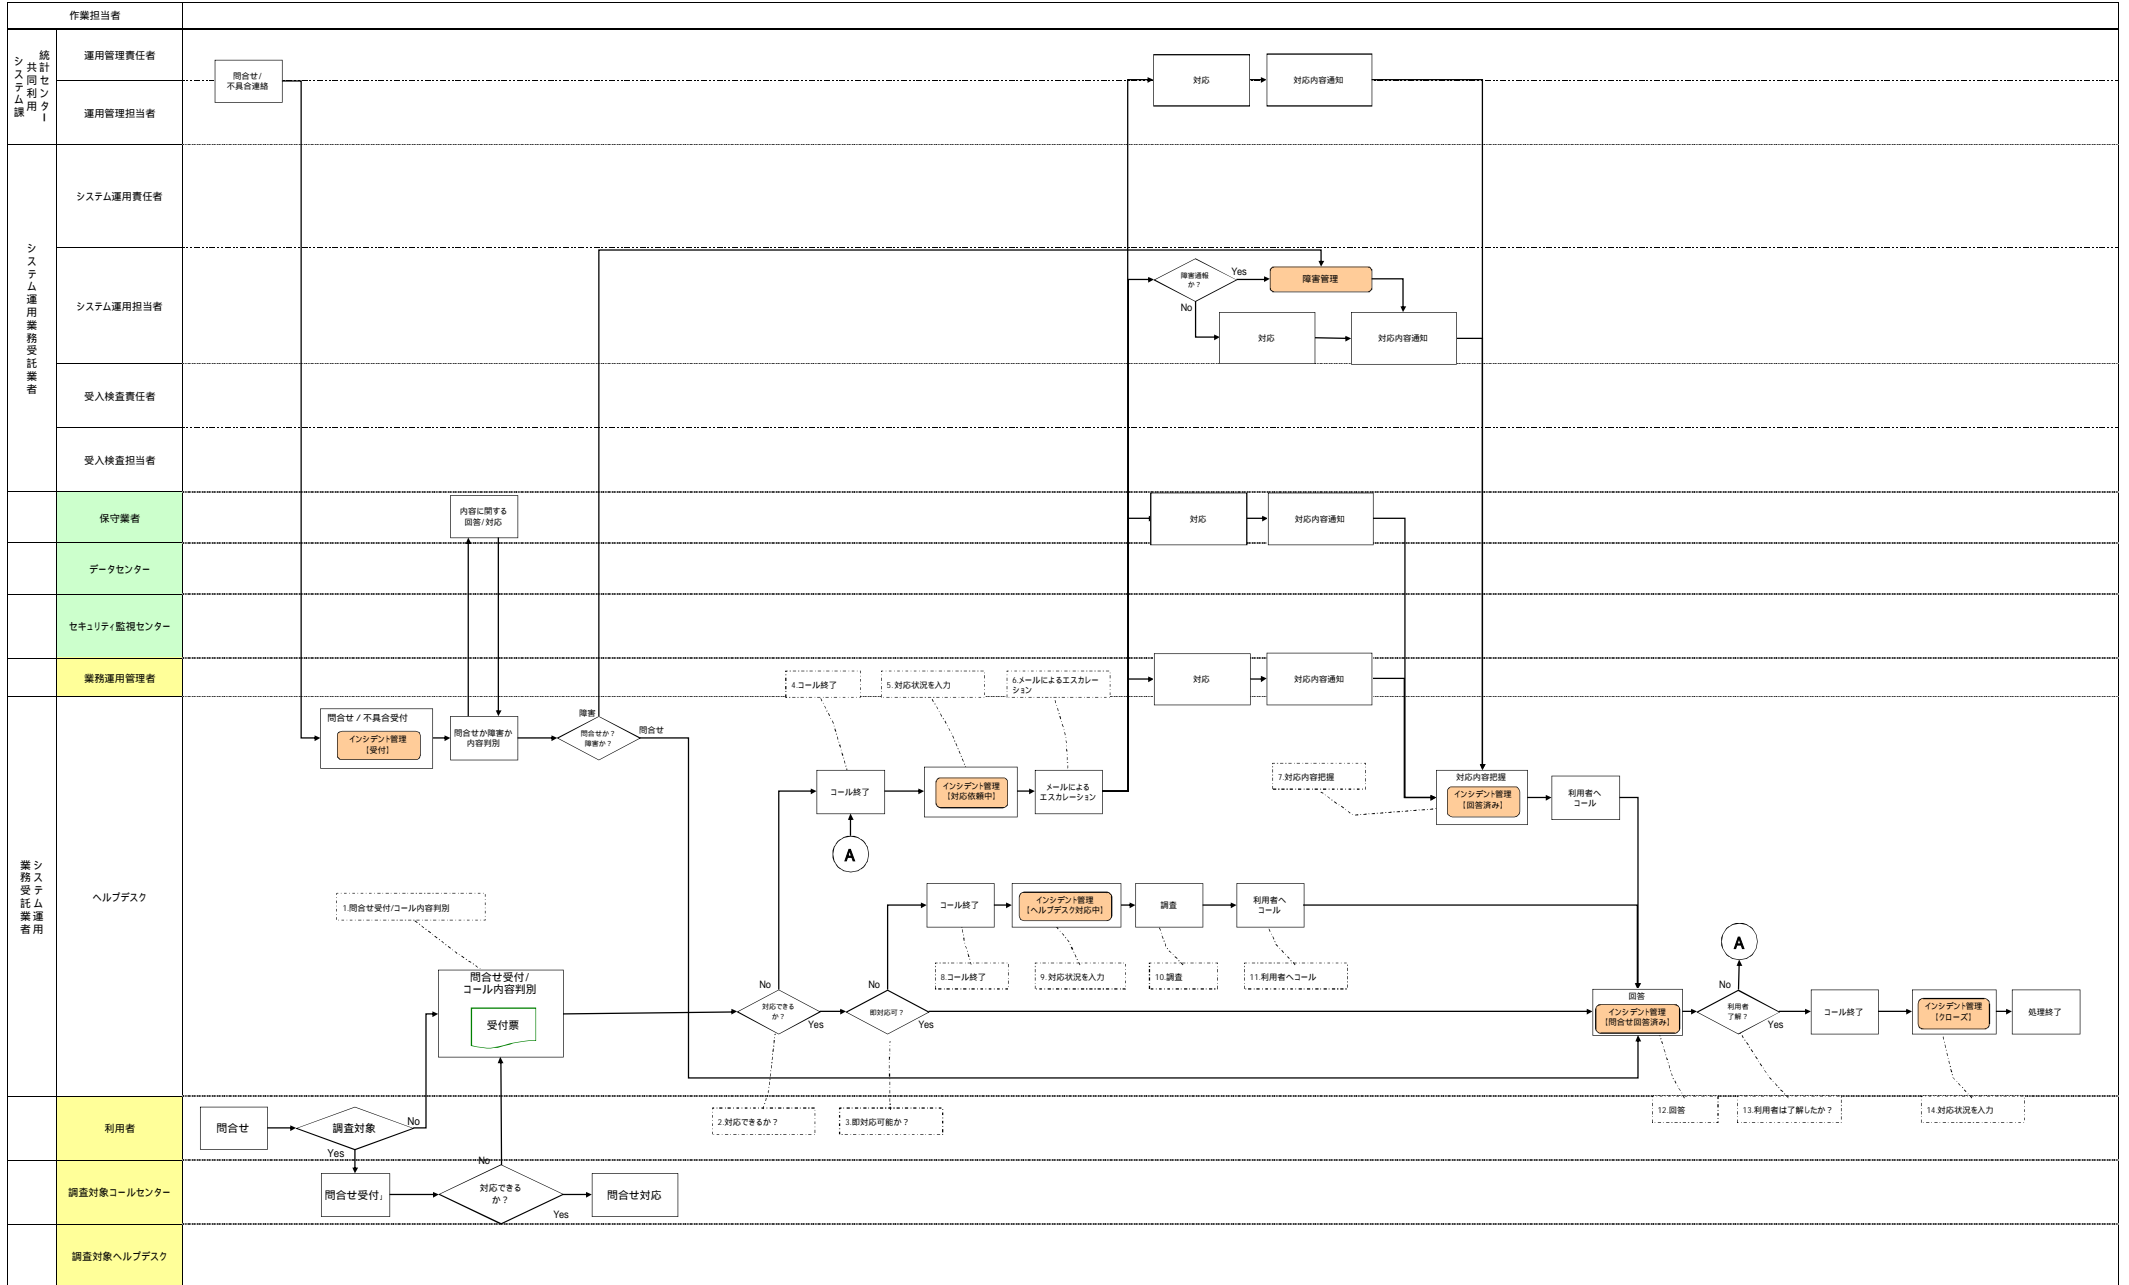 作業担当者
統計センター
共同利用
システム課
運用管理責任者
運用管理担当者
問合せ/
不具合連絡
対応
対応内容通知
システム運用業務受託業者
システム運用責任者
システム運用担当者
障害通報
か？
Yes
No
障害管理
対応
対応内容通知
受入検査責任者
受入検査担当者
保守業者
内容に関する
回答/対応
対応
対応内容通知
データセンター
セキュリティ監視センター
業務運用管理者
4.コール終了
5.対応状況を入力
6.メールによるエスカレー
ション
対応
対応内容通知
システム運用
業務受託業者
ヘルプデスク
問合せ / 不具合受付
インシデント管理
【受付】
問合せか障害か
内容判別
障害
問合せか？
障害か？
問合せ
コール終了
インシデント管理
【対応依頼中】
メールによる
エスカレーション
A
7.対応内容把握
対応内容把握
インシデント管理
【回答済み】
利用者へ
コール
1.問合せ受付/コール内容判別
コール終了
インシデント管理
【ヘルプデスク対応中】
調査
利用者へ
コール
8.コール終了
9.対応状況を入力
10.調査
11.利用者へコール
問合せ受付/
コール内容判別
受付票
No
対応できる
か？
Yes
No
即対応可？
Yes
回答
インシデント管理
【問合せ回答済み】
A
No
利用者
了解？
Yes
コール終了
インシデント管理
【クローズ】
処理終了
利用者
問合せ
調査対象
No
Yes
2.対応できるか？
3.即対応可能か？
12.回答
13.利用者は了解したか？
14.対応状況を入力
調査対象コールセンター
問合せ受付」
No
対応できる
か？
Yes
問合せ対応
調査対象ヘルプデスク